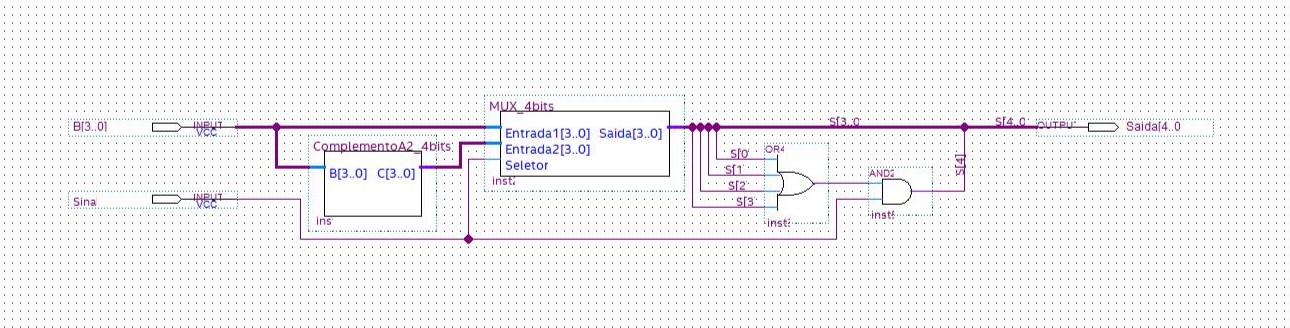 MUX_4bits
B[3..0]
INPUT
VCC
Entrada1[3..0]
Saida[3..0]
S[3..0
S[4..0
OUTPU
Saida[4..0
ComplementoA2_4bits
Entrada2[3..0]
OR4
S[0
Seletor
B[3..0]
C[3..0]
S[1
S[4]
AND2
inst
S[2
Sina
INPUT
VCC
S[3
ins
inst
inst